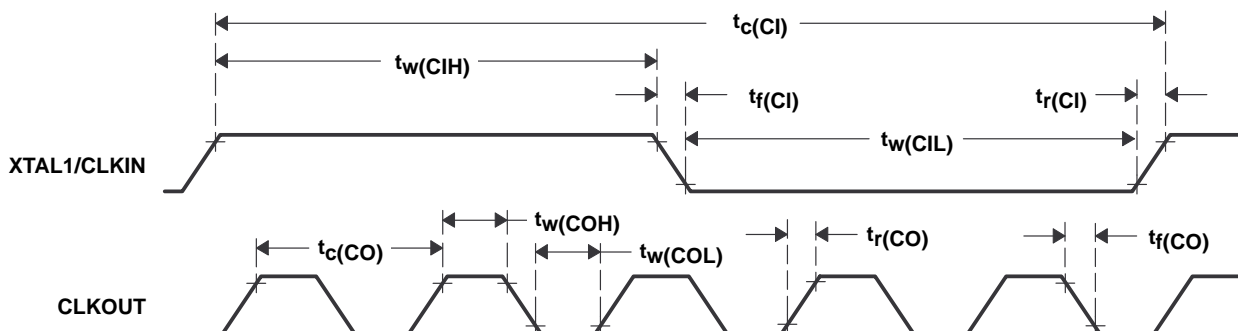 tc(CI)
tw(CIH)
tf(CI)
tr(CI)
tw(CIL)
XTAL1/CLKIN
tw(COH)
tc(CO)
tw(COL)
tr(CO)
tf(CO)
CLKOUT